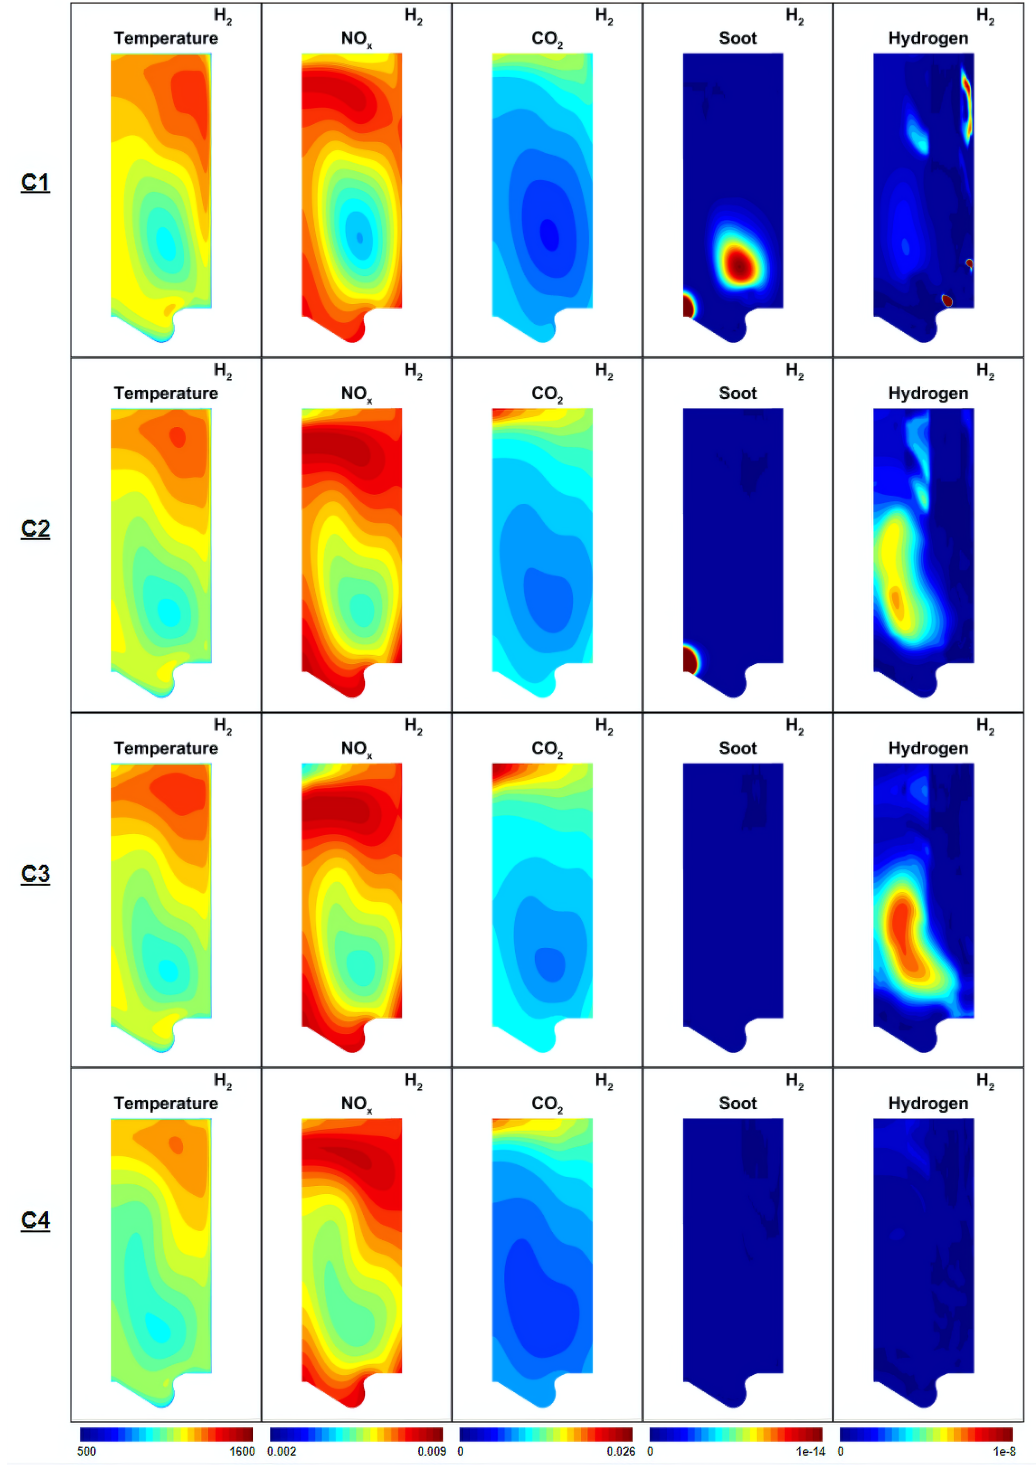 H2 H2 H2 H2 H2
Temperature NOx CO2 Soot Hydrogen
C1
H2 H2 H2 H2 H2
Temperature NOx CO2 Soot Hydrogen
C2
H2 H2 H2 H2 H2
Temperature NOx CO2 Soot Hydrogen
C3
H2 H2 H2 H2 H2
Temperature NOx CO2 Soot Hydrogen
C4
500 1600 0.002 0.009 0 0.026 0 1e-14 0 1e-8